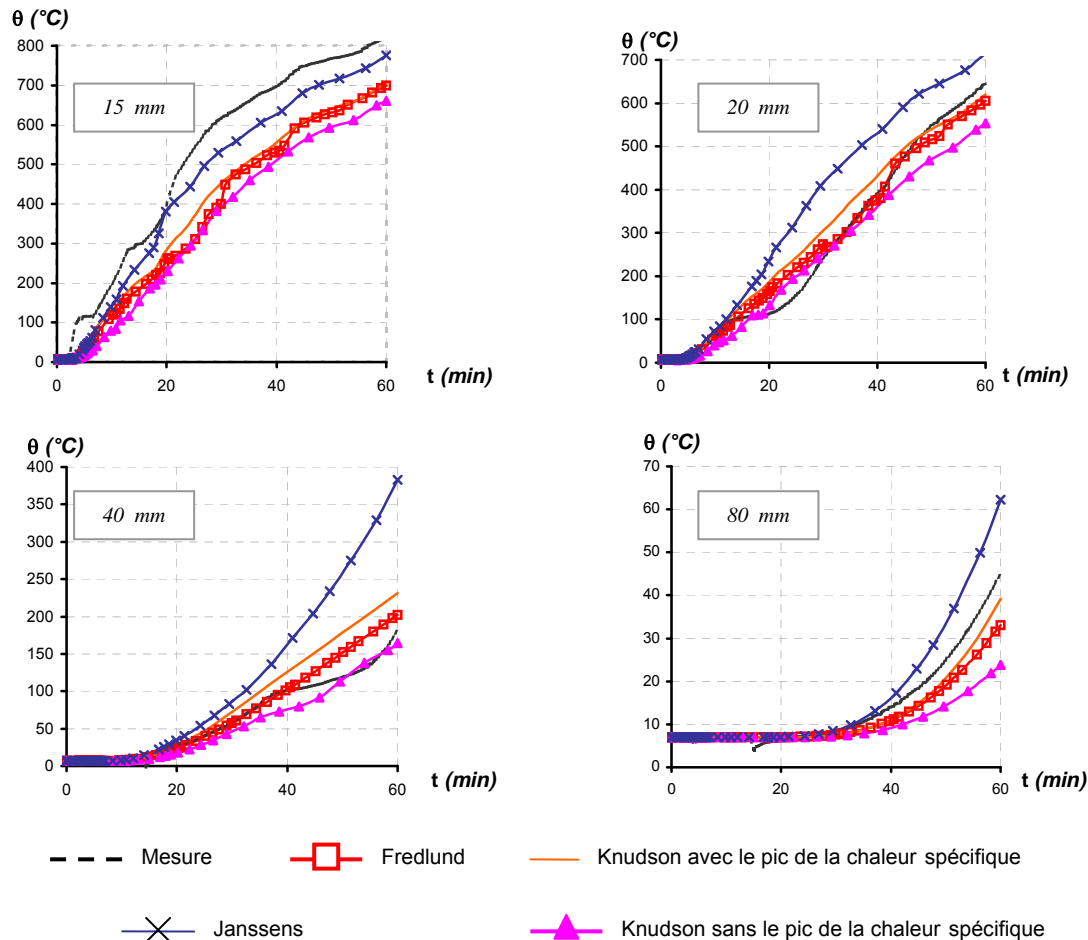 θ (°C)
800
700
600
500
400
300
200
100
0
15 mm
0 20 40 60
t (min)
θ (°C)
700
600
500
400
300
200
100
0
20 mm
0 20 40 60
t (min)
θ (°C)
400
350
300
250
200
150
100
50
0
40 mm
0 20 40 60
t (min)
θ (°C)
70
60
50
40
30
20
10
0
80 mm
0 20 40 60
t (min)
Mesure Fredlund Knudson avec le pic de la chaleur spécifique
Janssens Knudson sans le pic de la chaleur spécifique